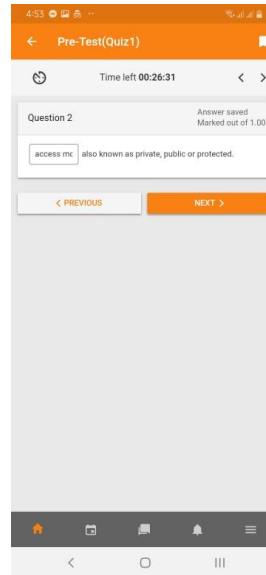 4:53
Pre-Test(Quiz1)
Time left 00:26:31
Question 2
Answer saved
Marked out of 1.00
access mc also known as private, public or protected.
PREVIOUS
NEXT